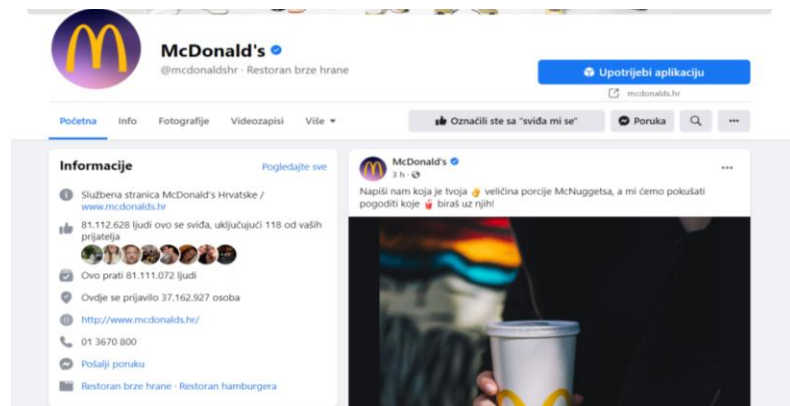 McDonald's
@mcdonaldshr · Restoran brze hrane
Upotrijebi aplikaciju
mcdonalds.hr
Početna Info Fotografije Videozapisi Više
Označili ste sa "sviđa mi se" Poruka
Informacije Pogledajte sve
Službena stranica McDonald's Hrvatske /
www.mcdonalds.hr
81.112.628 ljudi ovo se sviđa, uključujući 118 od vaših
prijatelja
Ovo prati 81.111.072 ljudi
Ovdje se prijavilo 37.162.927 osoba
http://www.mcdonalds.hr/
01 3670 800
Pošalji poruku
Restoran brze hrane · Restoran hamburgera
McDonald's
3 h ·
Napiši nam koja je tvoja 👌 veličina porcije McNuggetsa, a mi ćemo pokušati
pogoditi koje 🥤 biraš uz njih!